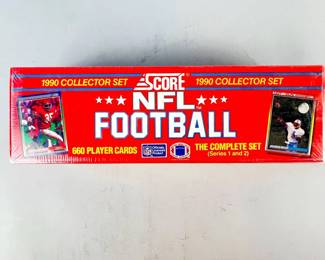 1990 COLLECTOR SET
SCORE
1990 COLLECTOR SET
NFL
FOOTBALL
660 PLAYER CARDS
THE COMPLETE SET
(Series 1 and 2)